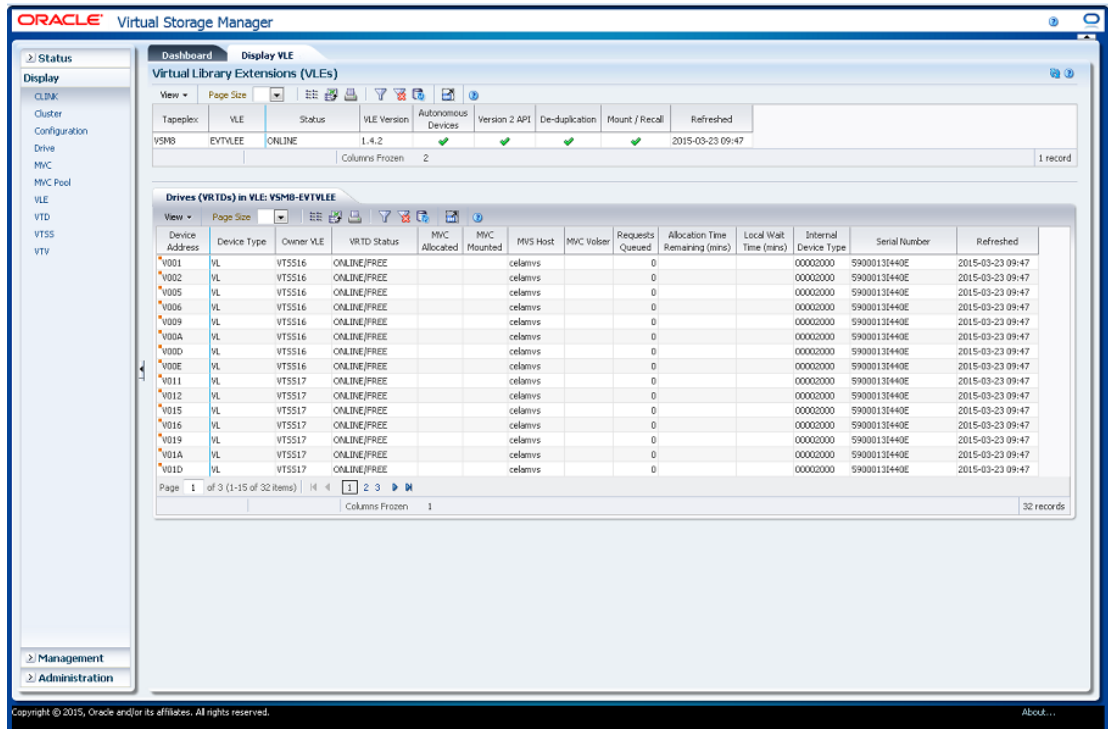 ORACLE Virtual Storage Manager
Status
Display
CLINK
Cluster
Configuration
Drive
MVC
MVC Pool
VLE
VTD
VTSS
VTV
Management
Administration
Dashboard Display VLE
Virtual Library Extensions (VLEs)
View Page Size
Tapeplex VLE Status VLE Version Autonomous Devices Version 2 API De-duplication Mount / Recall Refreshed
VSM8 EVTVLEE ONLINE 1.4.2 2015-03-23 09:47
Columns Frozen 2 1 record
Drives (VRTDs) in VLE: VSM8-EVTVLEE
View Page Size
Device Address Device Type Owner VLE VRTD Status MVC Allocated MVC Mounted MVS Host MVC Volser Requests Queued Allocation Time Remaining (mins) Local Wait Time (mins) Internal Device Type Serial Number Refreshed
V001 VL VTSS16 ONLINE/FREE celamvs 0 00002000 5900013I440E 2015-03-23 09:47
V002 VL VTSS16 ONLINE/FREE celamvs 0 00002000 5900013I440E 2015-03-23 09:47
V005 VL VTSS16 ONLINE/FREE celamvs 0 00002000 5900013I440E 2015-03-23 09:47
V006 VL VTSS16 ONLINE/FREE celamvs 0 00002000 5900013I440E 2015-03-23 09:47
V009 VL VTSS16 ONLINE/FREE celamvs 0 00002000 5900013I440E 2015-03-23 09:47
V00A VL VTSS16 ONLINE/FREE celamvs 0 00002000 5900013I440E 2015-03-23 09:47
V00D VL VTSS16 ONLINE/FREE celamvs 0 00002000 5900013I440E 2015-03-23 09:47
V00E VL VTSS16 ONLINE/FREE celamvs 0 00002000 5900013I440E 2015-03-23 09:47
V011 VL VTSS17 ONLINE/FREE celamvs 0 00002000 5900013I440E 2015-03-23 09:47
V012 VL VTSS17 ONLINE/FREE celamvs 0 00002000 5900013I440E 2015-03-23 09:47
V015 VL VTSS17 ONLINE/FREE celamvs 0 00002000 5900013I440E 2015-03-23 09:47
V016 VL VTSS17 ONLINE/FREE celamvs 0 00002000 5900013I440E 2015-03-23 09:47
V019 VL VTSS17 ONLINE/FREE celamvs 0 00002000 5900013I440E 2015-03-23 09:47
V01A VL VTSS17 ONLINE/FREE celamvs 0 00002000 5900013I440E 2015-03-23 09:47
V01D VL VTSS17 ONLINE/FREE celamvs 0 00002000 5900013I440E 2015-03-23 09:47
Page 1 of 3 (1-15 of 32 items) 1 2 3
Columns Frozen 1 32 records
Copyright © 2015, Oracle and/or its affiliates. All rights reserved. About...